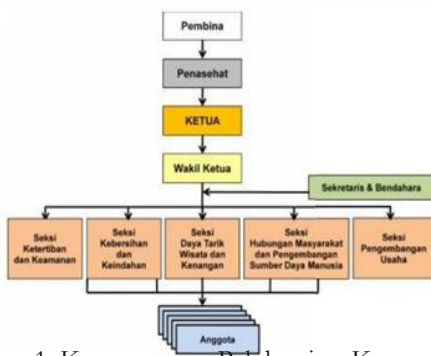 Pembina
Penasehat
KETUA
Wakil Ketua
Sekretaris & Bendahara
Seksi
Ketertiban
dan Keamanan
Seksi
Kebersihan
dan
Keindahan
Seksi
Daya Tarik
Wisata dan
Kenangan
Seksi
Hubungan Masyarakat
dan Pengembangan
Sumber Daya Manusia
Seksi
Pengembangan
Usaha
Anggota